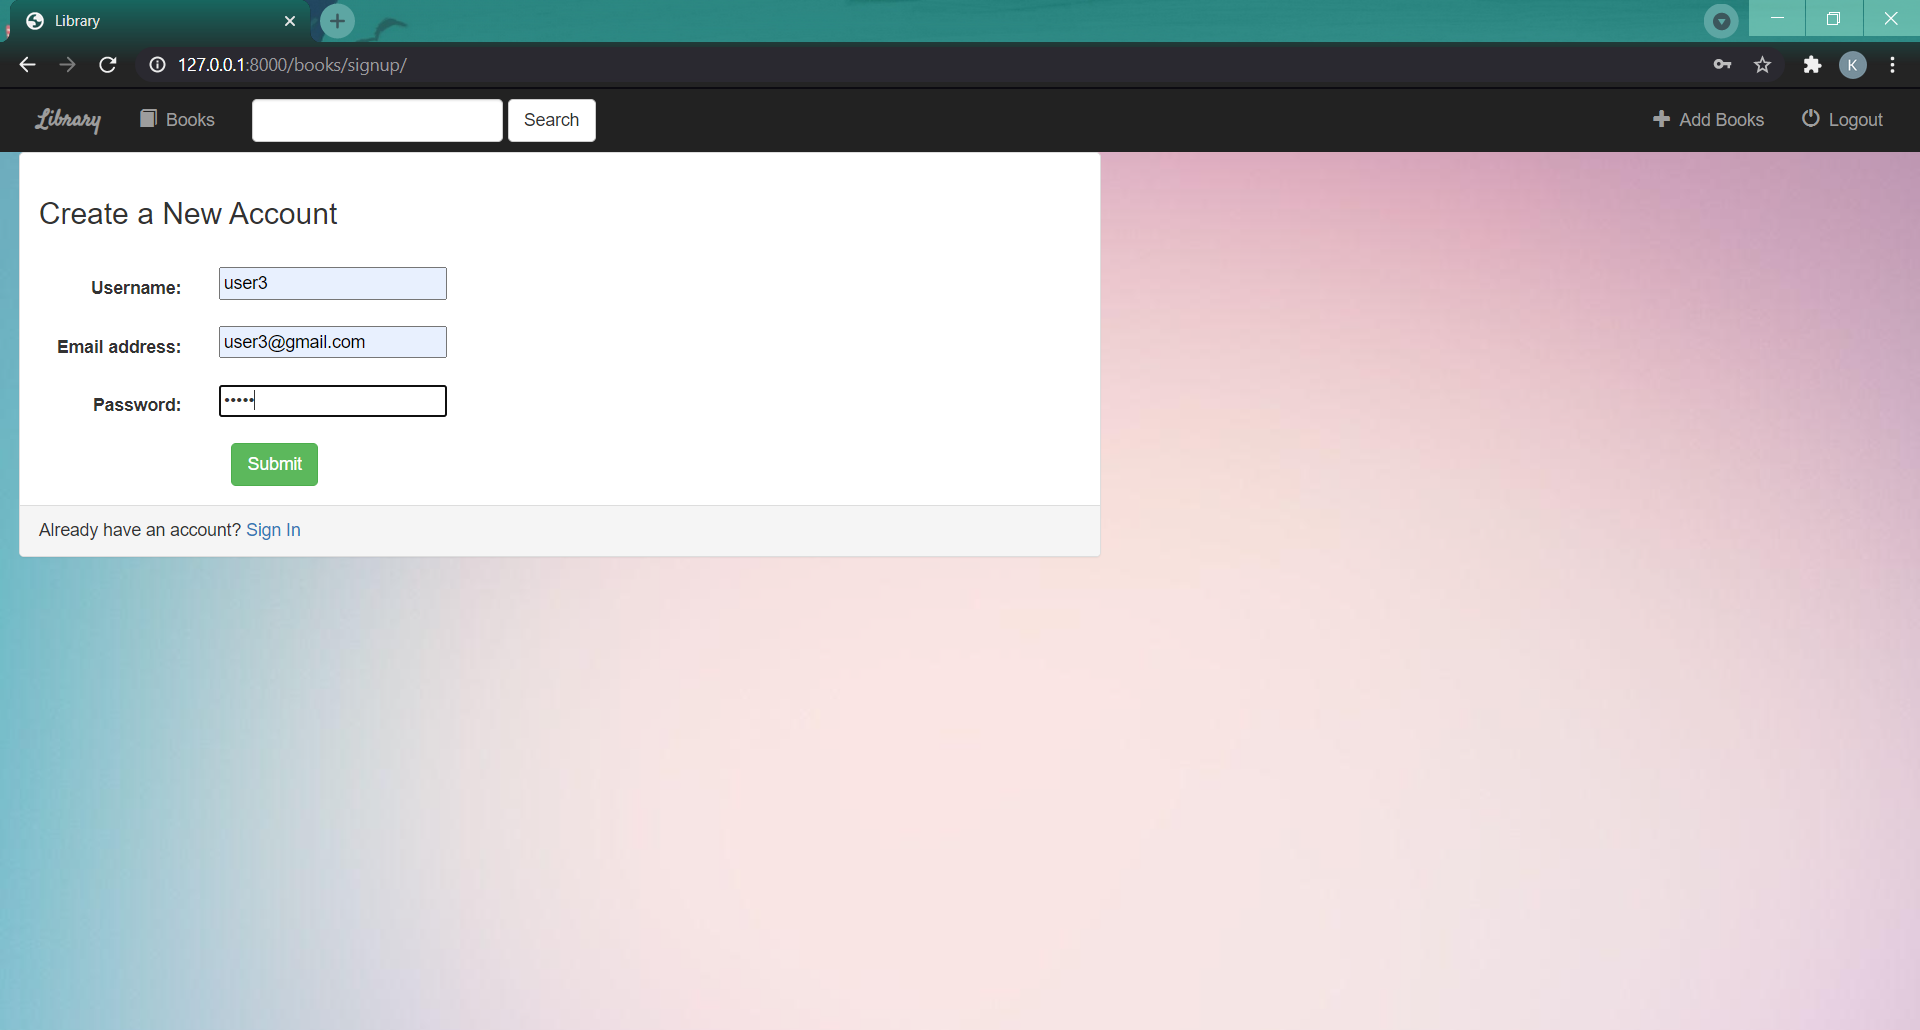 Library
127.0.0.1:8000/books/signup/
K
Library Books Search Add Books Logout
Create a New Account
Username: user3
Email address: user3@gmail.com
Password: •••••
Submit
Already have an account? Sign In